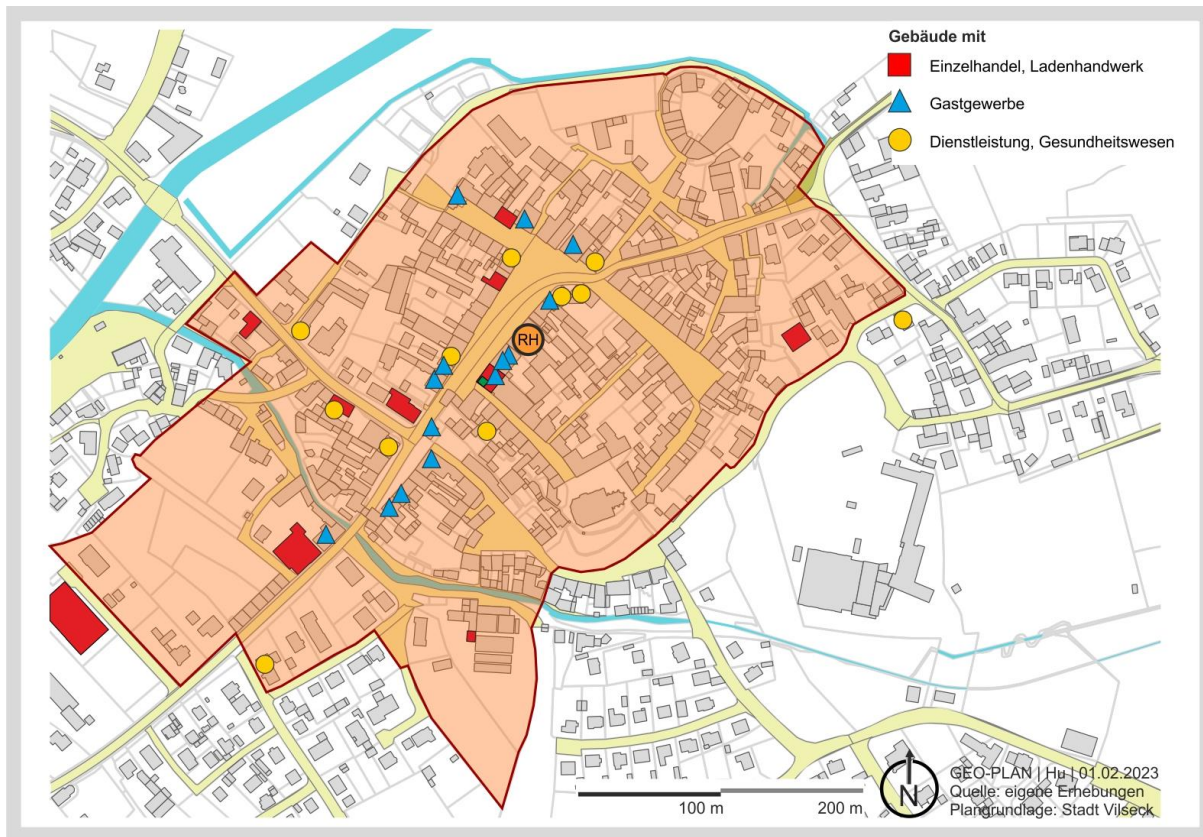 Gebäude mit
Einzelhandel, Ladenhandwerk
Gastgewerbe
Dienstleistung, Gesundheitswesen
RH
100 m
200 m
N
GEO-PLAN | Hu | 01.02.2023
Quelle: eigene Erhebungen
Plangrundlage: Stadt Vilseck